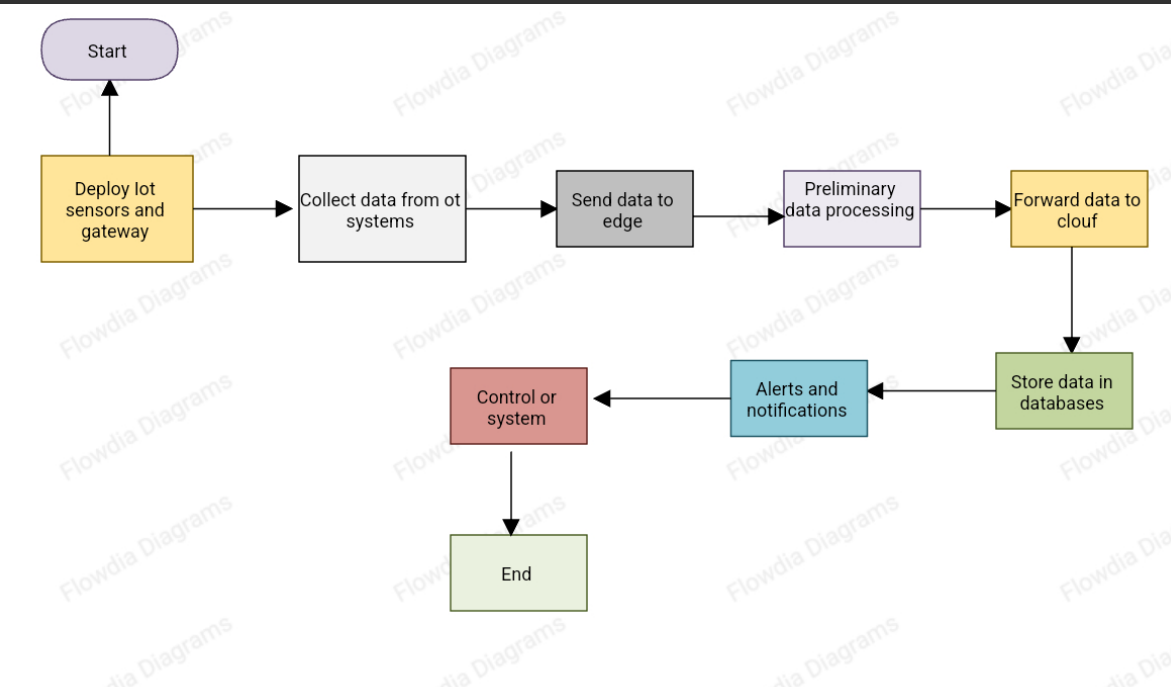 Start
Deploy Iot
sensors and
gateway
Collect data from ot
systems
Send data to
edge
Preliminary
data processing
Forward data to
clouf
Store data in
databases
Alerts and
notifications
Control or
system
End
Flowdia Diagrams